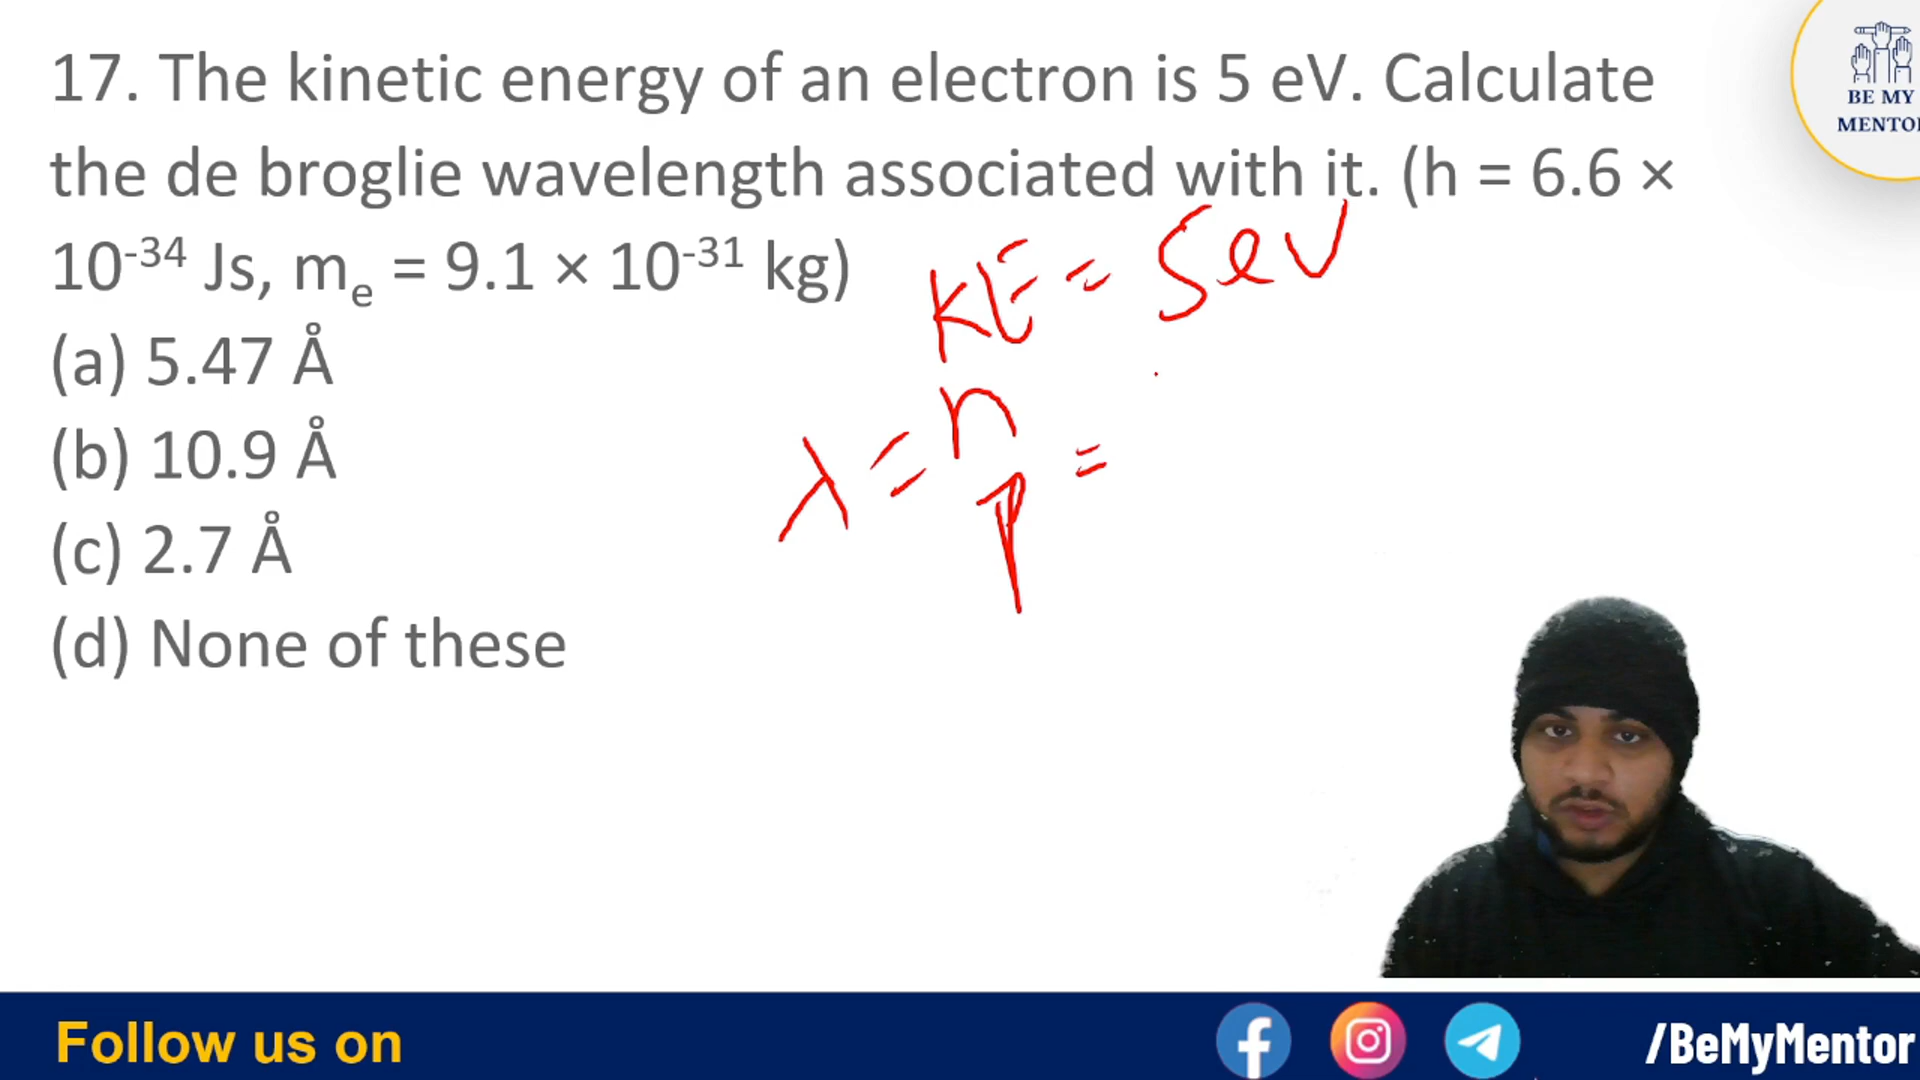 17. The kinetic energy of an electron is 5 eV. Calculate
the de broglie wavelength associated with it. (h = 6.6 ×
10⁻³⁴ Js, mₑ = 9.1 × 10⁻³¹ kg)
(a) 5.47 Å
(b) 10.9 Å
(c) 2.7 Å
(d) None of these
KE = 5eV
λ = h/p =
BE MY
MENTO
Follow us on
/BeMyMentor